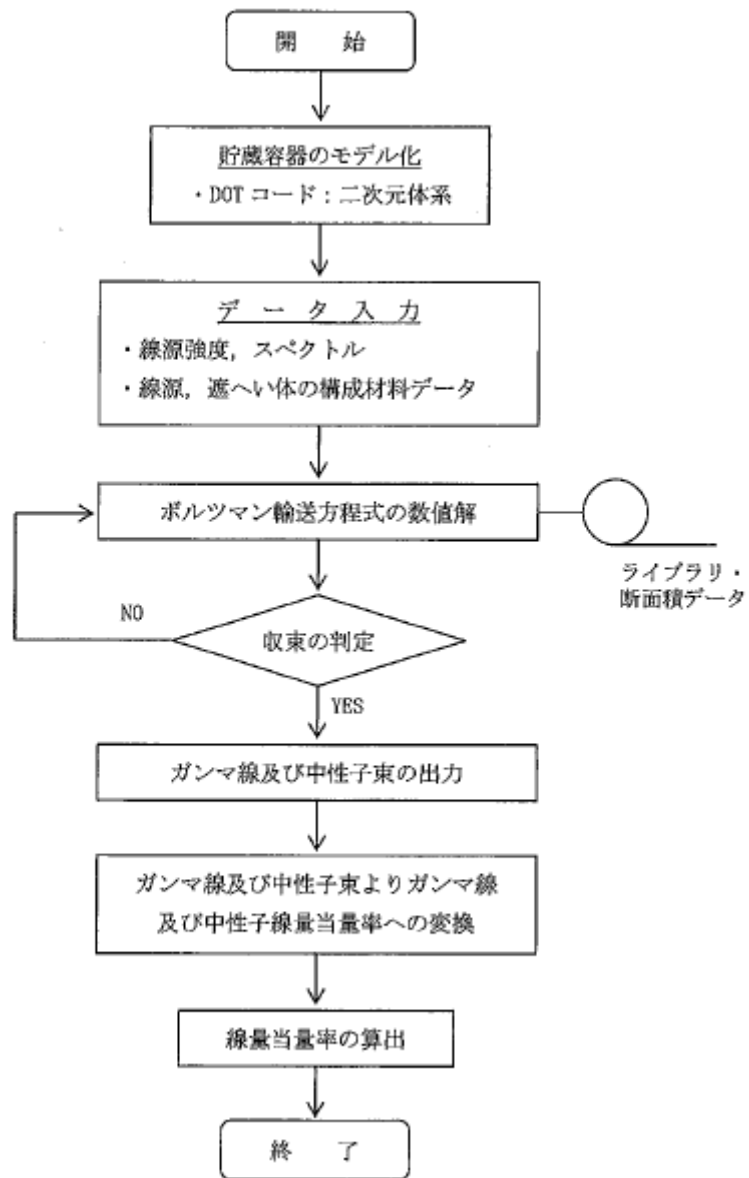 開 始
貯蔵容器のモデル化
・DOT コード：二次元体系
デ ー タ 入 力
・線源強度，スペクトル
・線源，遮へい体の構成材料データ
ボルツマン輸送方程式の数値解
ライブラリ・
断面積データ
NO
収束の判定
YES
ガンマ線及び中性子束の出力
ガンマ線及び中性子束よりガンマ線
及び中性子線量当量率への変換
線量当量率の算出
終 了